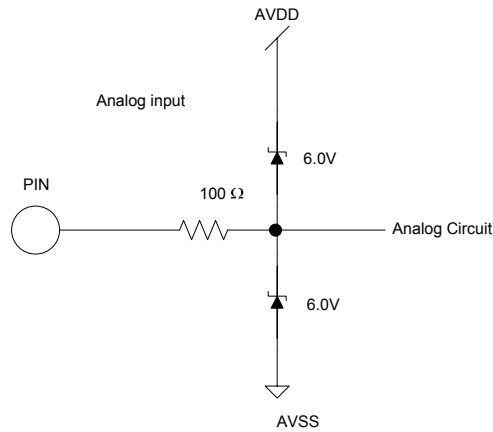 AVDD
Analog input
6.0V
PIN
100 Ω
Analog Circuit
6.0V
AVSS